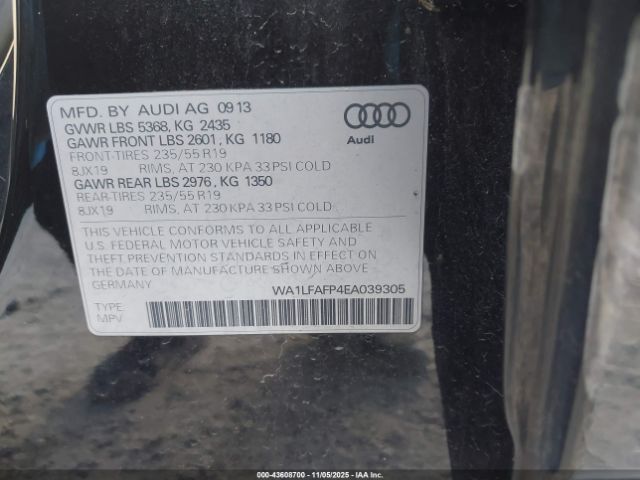 MFD. BY AUDI AG 09 13
GVWR LBS 5368, KG 2435
GAWR FRONT LBS 2601, KG 1180
FRONT-TIRES 235/55 R19
8JX19 RIMS, AT 230 KPA 33 PSI COLD
GAWR REAR LBS 2976, KG 1350
REAR-TIRES 235/55 R19
8JX19 RIMS, AT 230 KPA 33 PSI COLD
Audi
THIS VEHICLE CONFORMS TO ALL APPLICABLE
U.S. FEDERAL MOTOR VEHICLE SAFETY AND
THEFT PREVENTION STANDARDS IN EFFECT ON
THE DATE OF MANUFACTURE SHOWN ABOVE
GERMANY WA1LFAFP4EA039305
TYPE:
MPV
000-43608700 - 11/05/2025 - IAA, Inc.